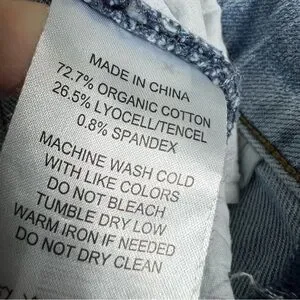 MADE IN CHINA
72.7% ORGANIC COTTON
26.5% LYOCELL/TENCEL
0.8% SPANDEX
MACHINE WASH COLD
WITH LIKE COLORS
DO NOT BLEACH
TUMBLE DRY LOW
WARM IRON IF NEEDED
DO NOT DRY CLEAN